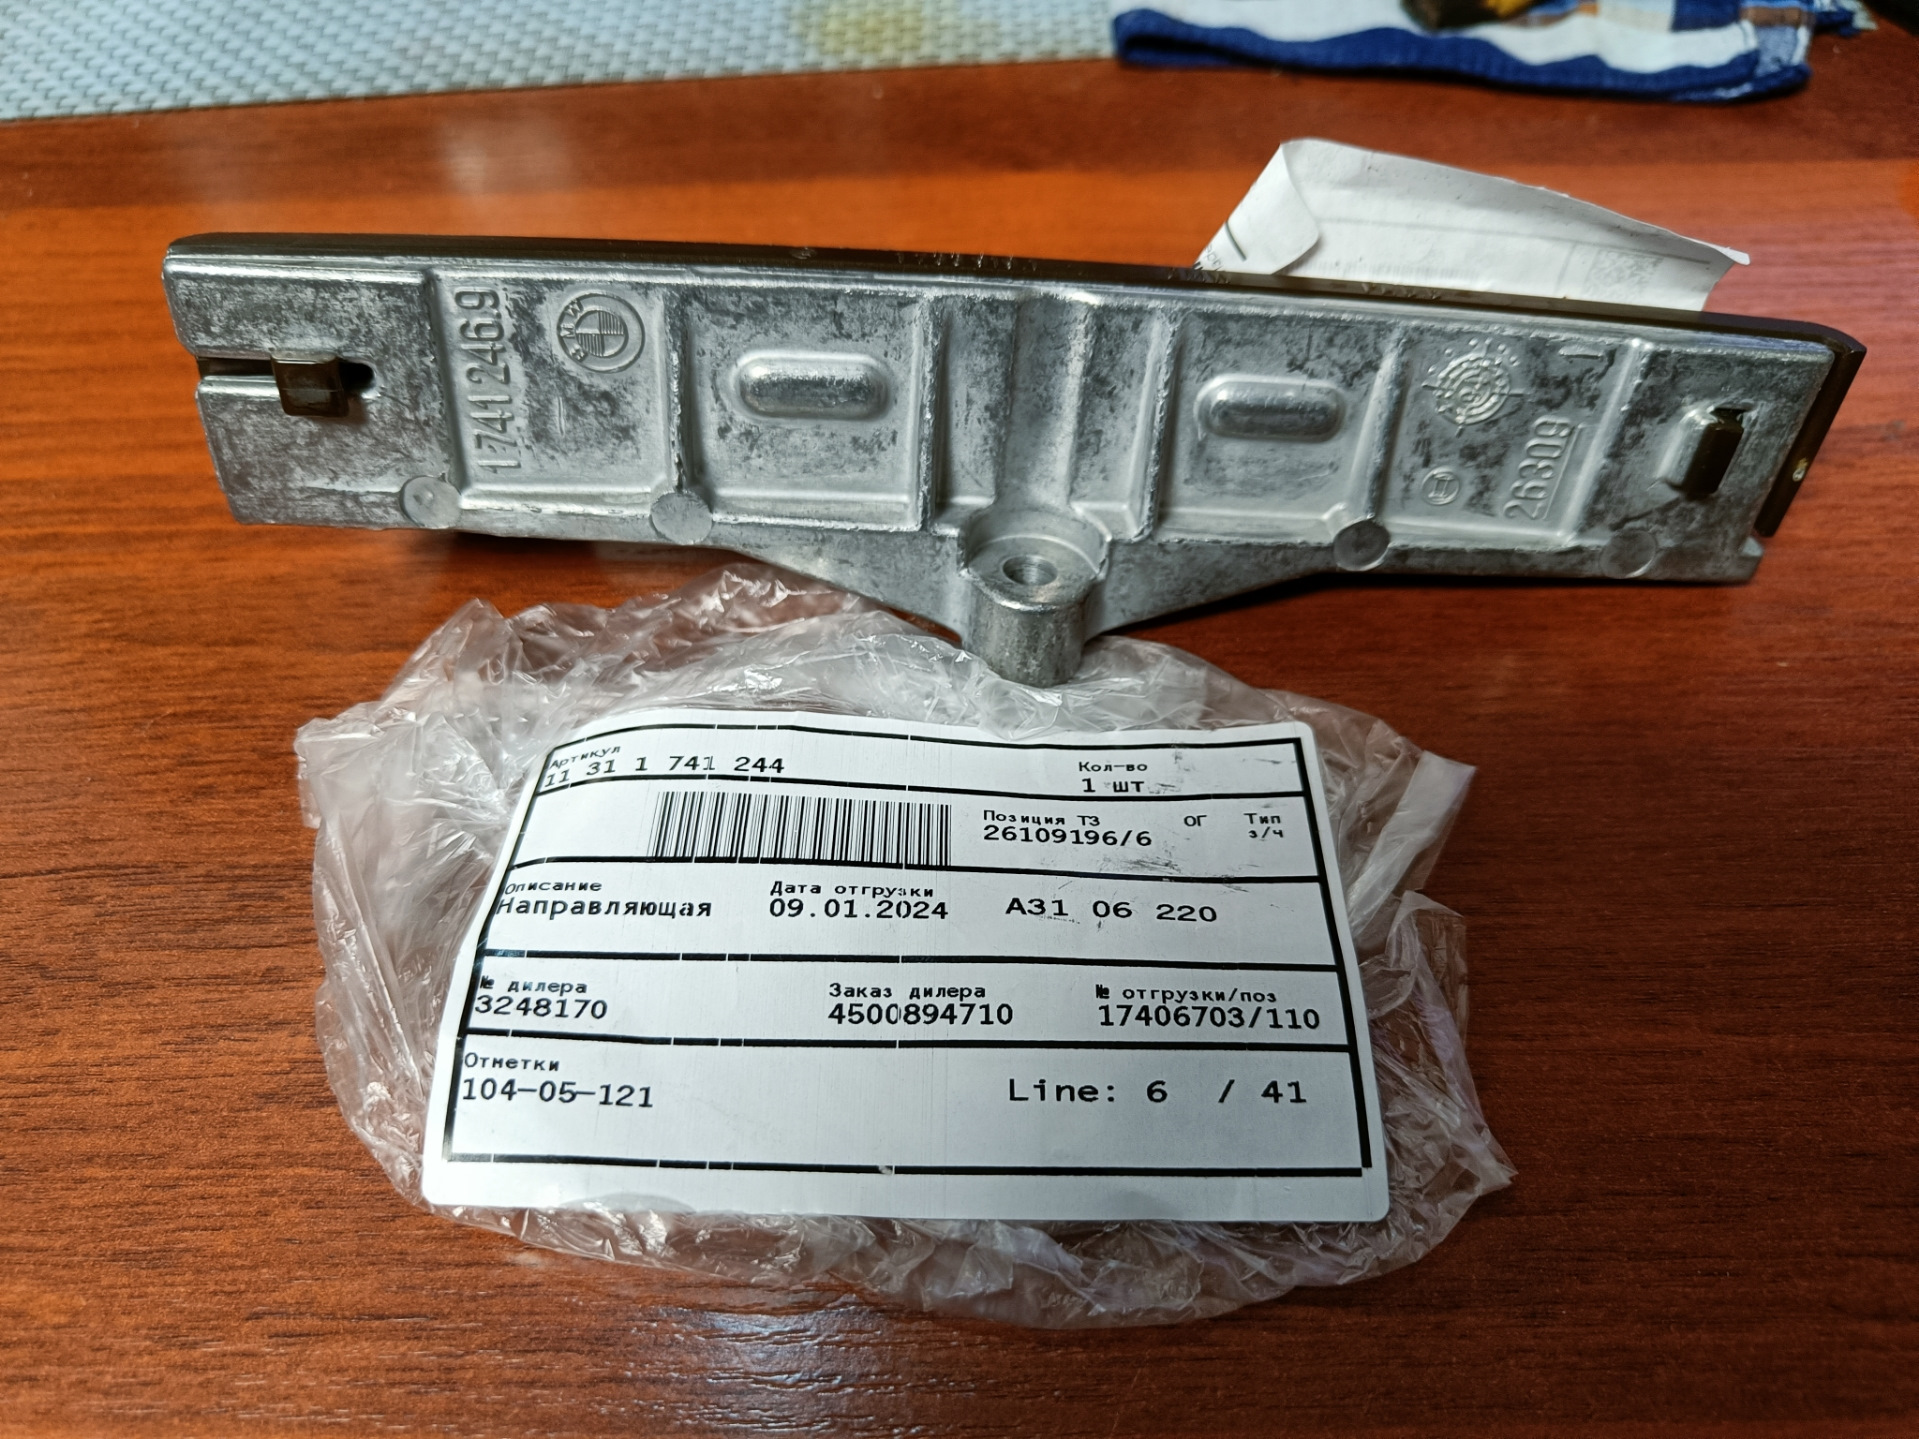 1741246.9
BMW
26309
1
Артикул
11 31 1 741 244
Кол-во
1 шт
Позиция ТЗ
26109196/6
ОГ
Тип
з/ч
Описание
Направляющая
Дата отгрузки
09.01.2024
A31 06 220
№ дилера
3248170
Заказ дилера
4500894710
№ отгрузки/поз
17406703/110
Отметки
104-05-121
Line: 6 / 41